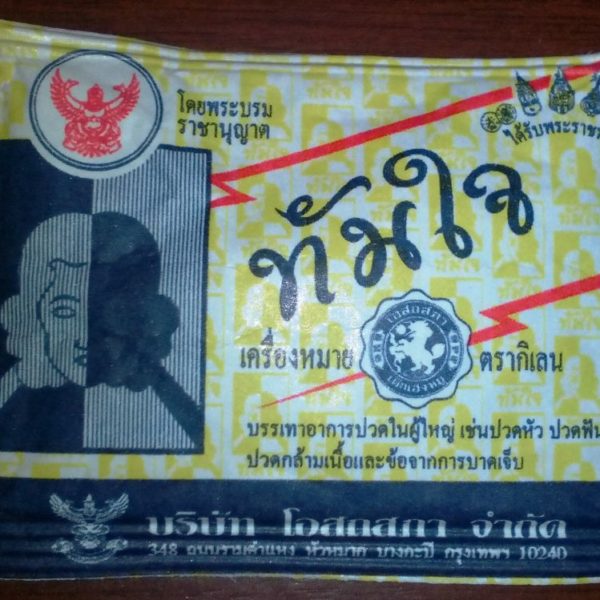 โดยพระบรม
ราชานุญาต
ได้รับพระราช
ทัมใจ
โอสถสภา
เต๊กเฮงหยู
เครื่องหมาย
ตรากิเลน
บรรเทาอาการปวดในผู้ใหญ่ เช่นปวดหัว ปวดฟัน
ปวดกล้ามเนื้อและข้อจากการบาดเจ็บ
บริษัท โอสถสภา จำกัด
348 ถนนรามคำแหง หัวหมาก บางกะปิ กรุงเทพฯ 10240